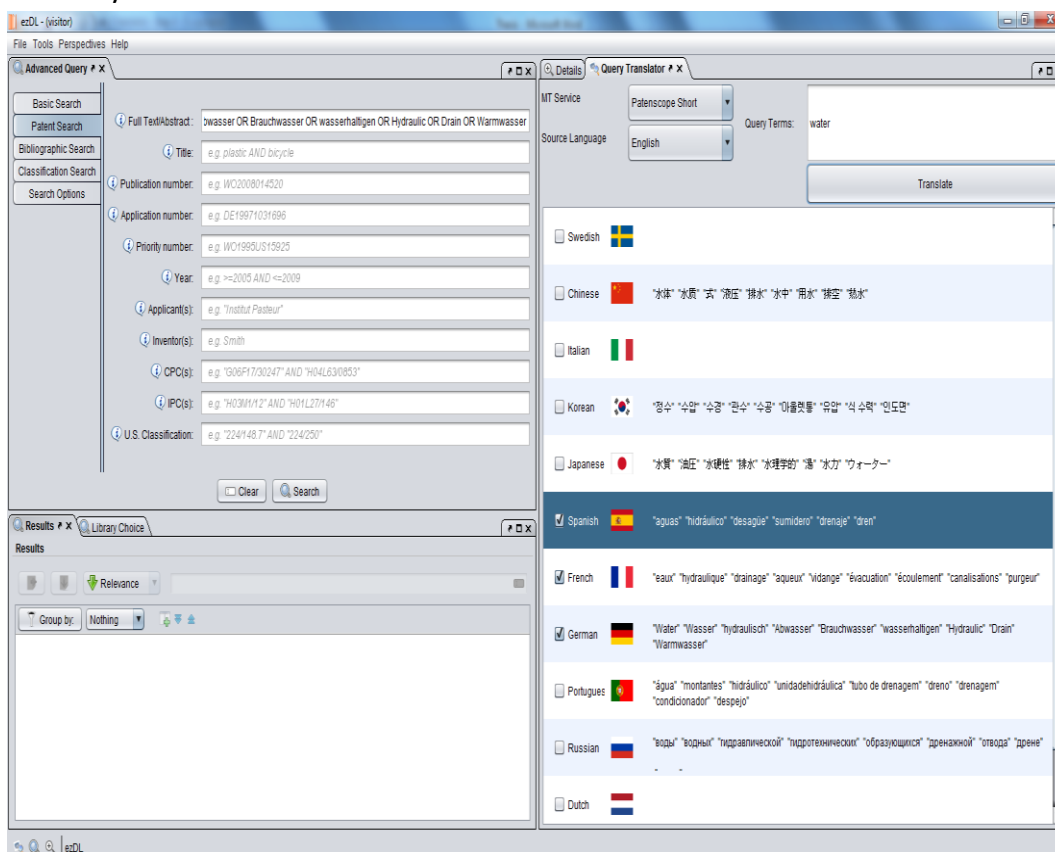 ezDL - (visitor)
File Tools Perspectives Help
Advanced Query
Basic Search
Patent Search
Bibliographic Search
Classification Search
Search Options
Full Text/Abstract: bwasser OR Brauchwasser OR wasserhaltigen OR Hydraulic OR Drain OR Warmwasser
Title: e.g. plastic AND bicycle
Publication number: e.g. WO2008014520
Application number: e.g. DE19971031696
Priority number: e.g. WO1995US15925
Year: e.g. >=2005 AND <=2009
Applicant(s): e.g. "Institut Pasteur"
Inventor(s): e.g. Smith
CPC(s): e.g. "G06F17/30247" AND "H04L63/0853"
IPC(s): e.g. "H03M1/12" AND "H01L27/146"
U.S. Classification: e.g. "224/148.7" AND "224/250"
Clear Search
Results Library Choice
Results
Relevance
Group by: Nothing
Details Query Translator
MT Service Patenscope Short
Source Language English
Query Terms: water
Translate
Swedish
Chinese "水体" "水质" "式" "液压" "排水" "水中" "用水" "排空" "热水"
Italian
Korean "정수" "수압" "수경" "관수" "수공" "아울렛통" "유압" "식 수력" "인도면"
Japanese "水質" "油圧" "水硬性" "排水" "水理学的" "湯" "水力" "ウォーター"
Spanish "aguas" "hidráulico" "desagüe" "sumidero" "drenaje" "dren"
French "eaux" "hydraulique" "drainage" "aqueux" "vidange" "évacuation" "écoulement" "canalisations" "purgeur"
German "Water" "Wasser" "hydraulisch" "Abwasser" "Brauchwasser" "wasserhaltigen" "Hydraulic" "Drain"
"Warmwasser"
Portugues "água" "montantes" "hidráulico" "unidadehidráulica" "tubo de drenagem" "dreno" "drenagem"
"condicionador" "despejo"
Russian "воды" "водных" "гидравлической" "гидротехнических" "образующихся" "дренажной" "отвода" "дрене"
Dutch
ezDL